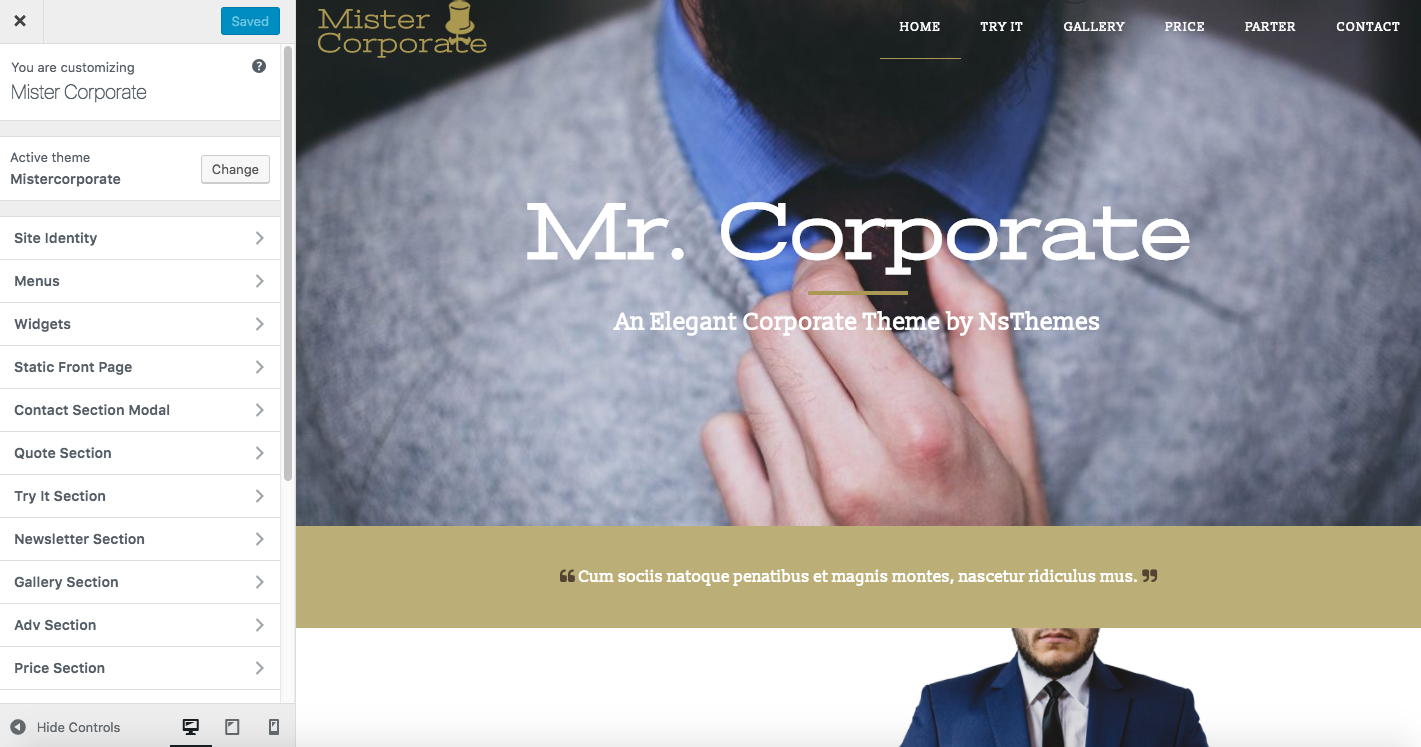 Saved
You are customizing
Mister Corporate
Active theme
Mistercorporate
Change
Site Identity
Menus
Widgets
Static Front Page
Contact Section Modal
Quote Section
Try It Section
Newsletter Section
Gallery Section
Adv Section
Price Section
Hide Controls
Mister
Corporate
HOME TRY IT GALLERY PRICE PARTER CONTACT
Mr. Corporate
An Elegant Corporate Theme by NsThemes
❝ Cum sociis natoque penatibus et magnis montes, nascetur ridiculus mus. ❞